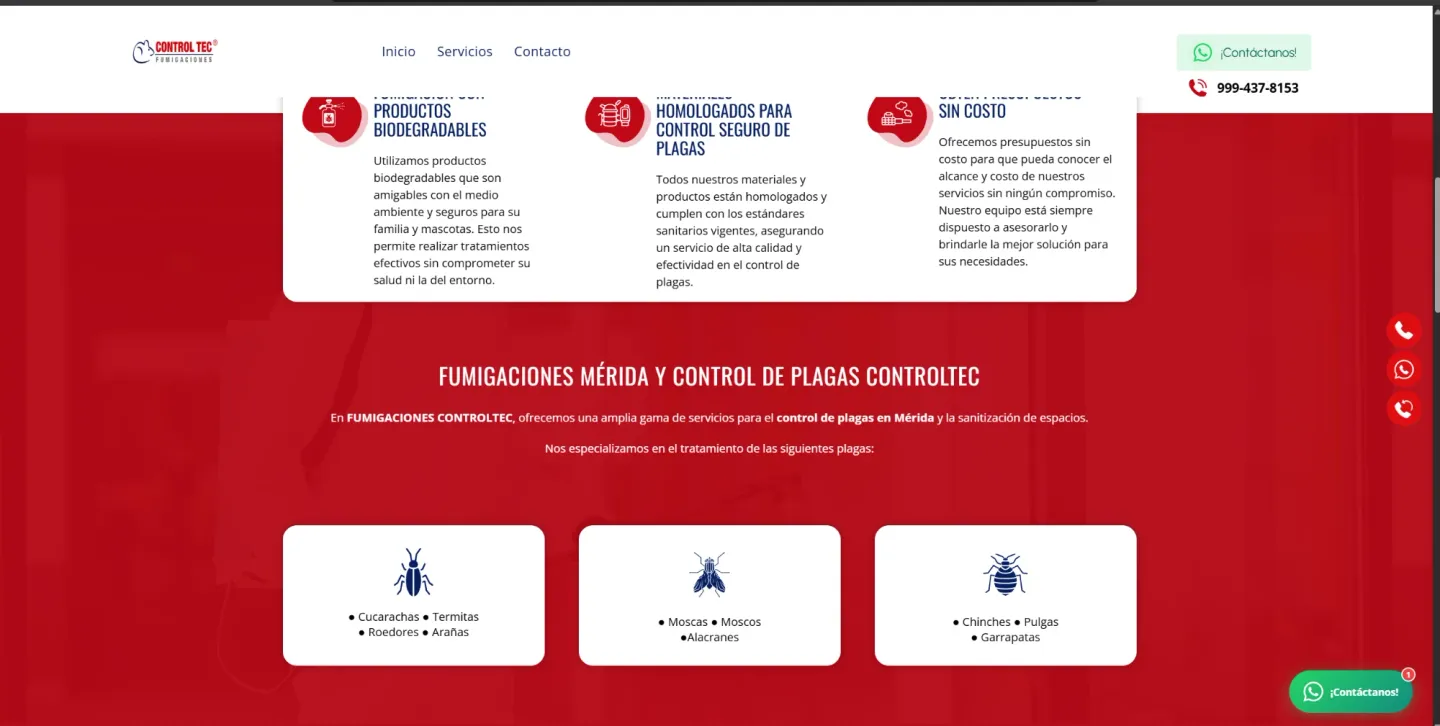 CONTROL TEC®
FUMIGACIONES
Inicio
Servicios
Contacto
¡Contáctanos!
999-437-8153
PRODUCTOS
BIODEGRADABLES
Utilizamos productos
biodegradables que son
amigables con el medio
ambiente y seguros para su
familia y mascotas. Esto nos
permite realizar tratamientos
efectivos sin comprometer su
salud ni la del entorno.
HOMOLOGADOS PARA
CONTROL SEGURO DE
PLAGAS
Todos nuestros materiales y
productos están homologados y
cumplen con los estándares
sanitarios vigentes, asegurando
un servicio de alta calidad y
efectividad en el control de
plagas.
SIN COSTO
Ofrecemos presupuestos sin
costo para que pueda conocer el
alcance y costo de nuestros
servicios sin ningún compromiso.
Nuestro equipo está siempre
dispuesto a asesorarlo y
brindarle la mejor solución para
sus necesidades.
FUMIGACIONES MÉRIDA Y CONTROL DE PLAGAS CONTROLTEC
En FUMIGACIONES CONTROLTEC, ofrecemos una amplia gama de servicios para el control de plagas en Mérida y la sanitización de espacios.
Nos especializamos en el tratamiento de las siguientes plagas:
● Cucarachas ● Termitas
● Roedores ● Arañas
● Moscas ● Moscos
●Alacranes
● Chinches ● Pulgas
● Garrapatas
1
¡Contáctanos!